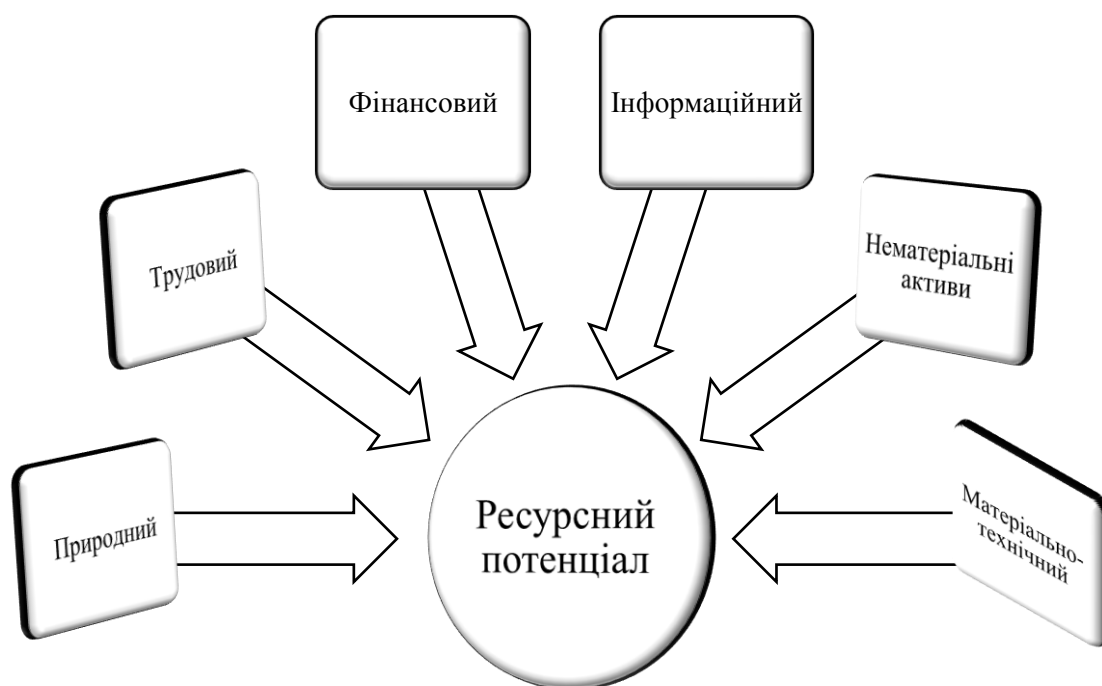 Фінансовий
Інформаційний
Трудовий
Нематеріальні
активи
Природний
Ресурсний
потенціал
Матеріально-
технічний